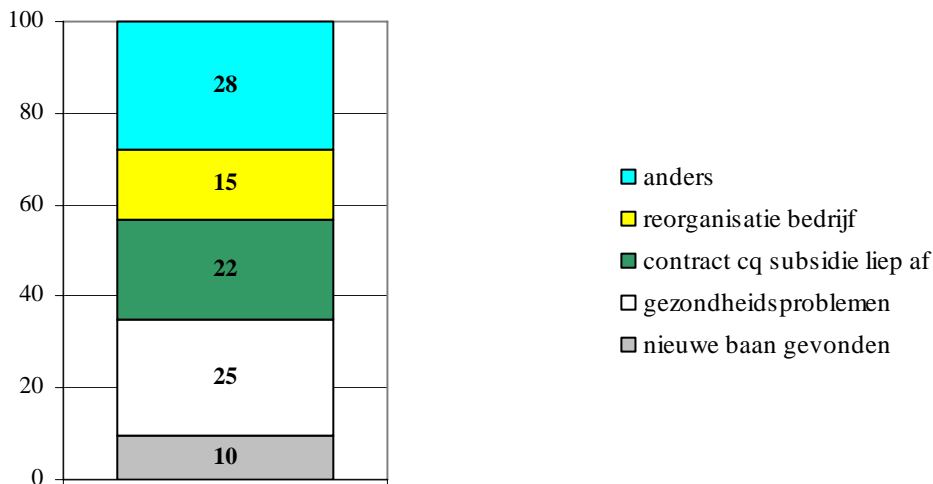 100
80
60
40
20
0
28
15
22
25
10
anders
reorganisatie bedrijf
contract cq subsidie liep af
gezondheidsproblemen
nieuwe baan gevonden